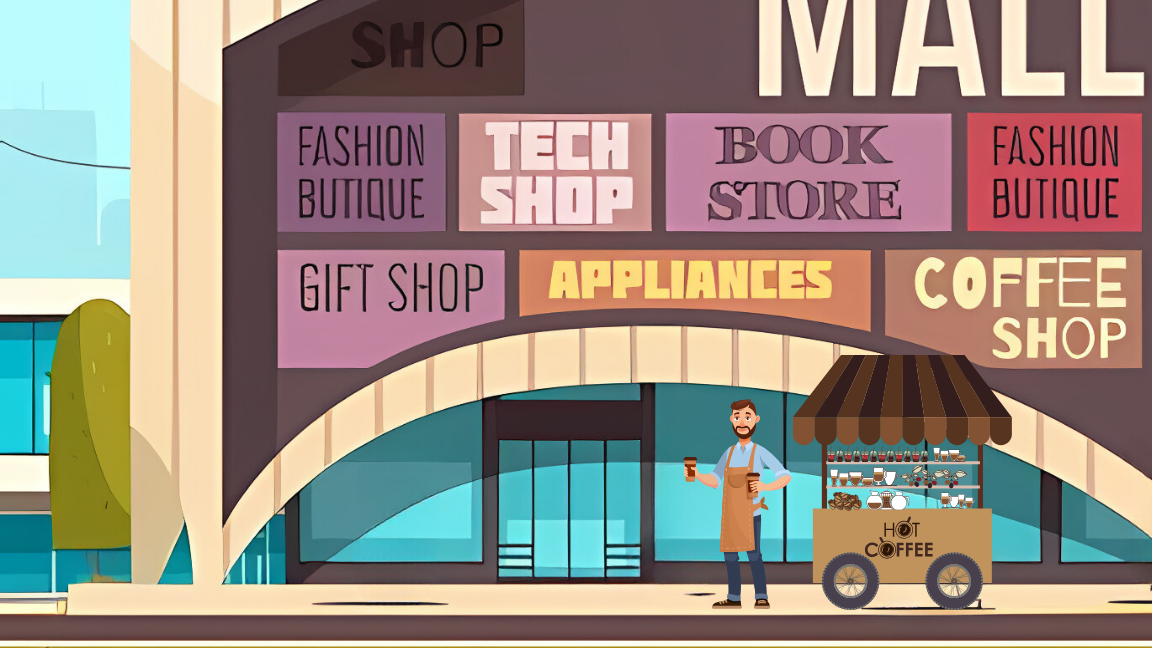 SHOP
MALL
FASHION
BUTIQUE
TECH
SHOP
BOOK
STORE
FASHION
BUTIQUE
GIFT SHOP
APPLIANCES
COFFEE
SHOP
HOT
COFFEE